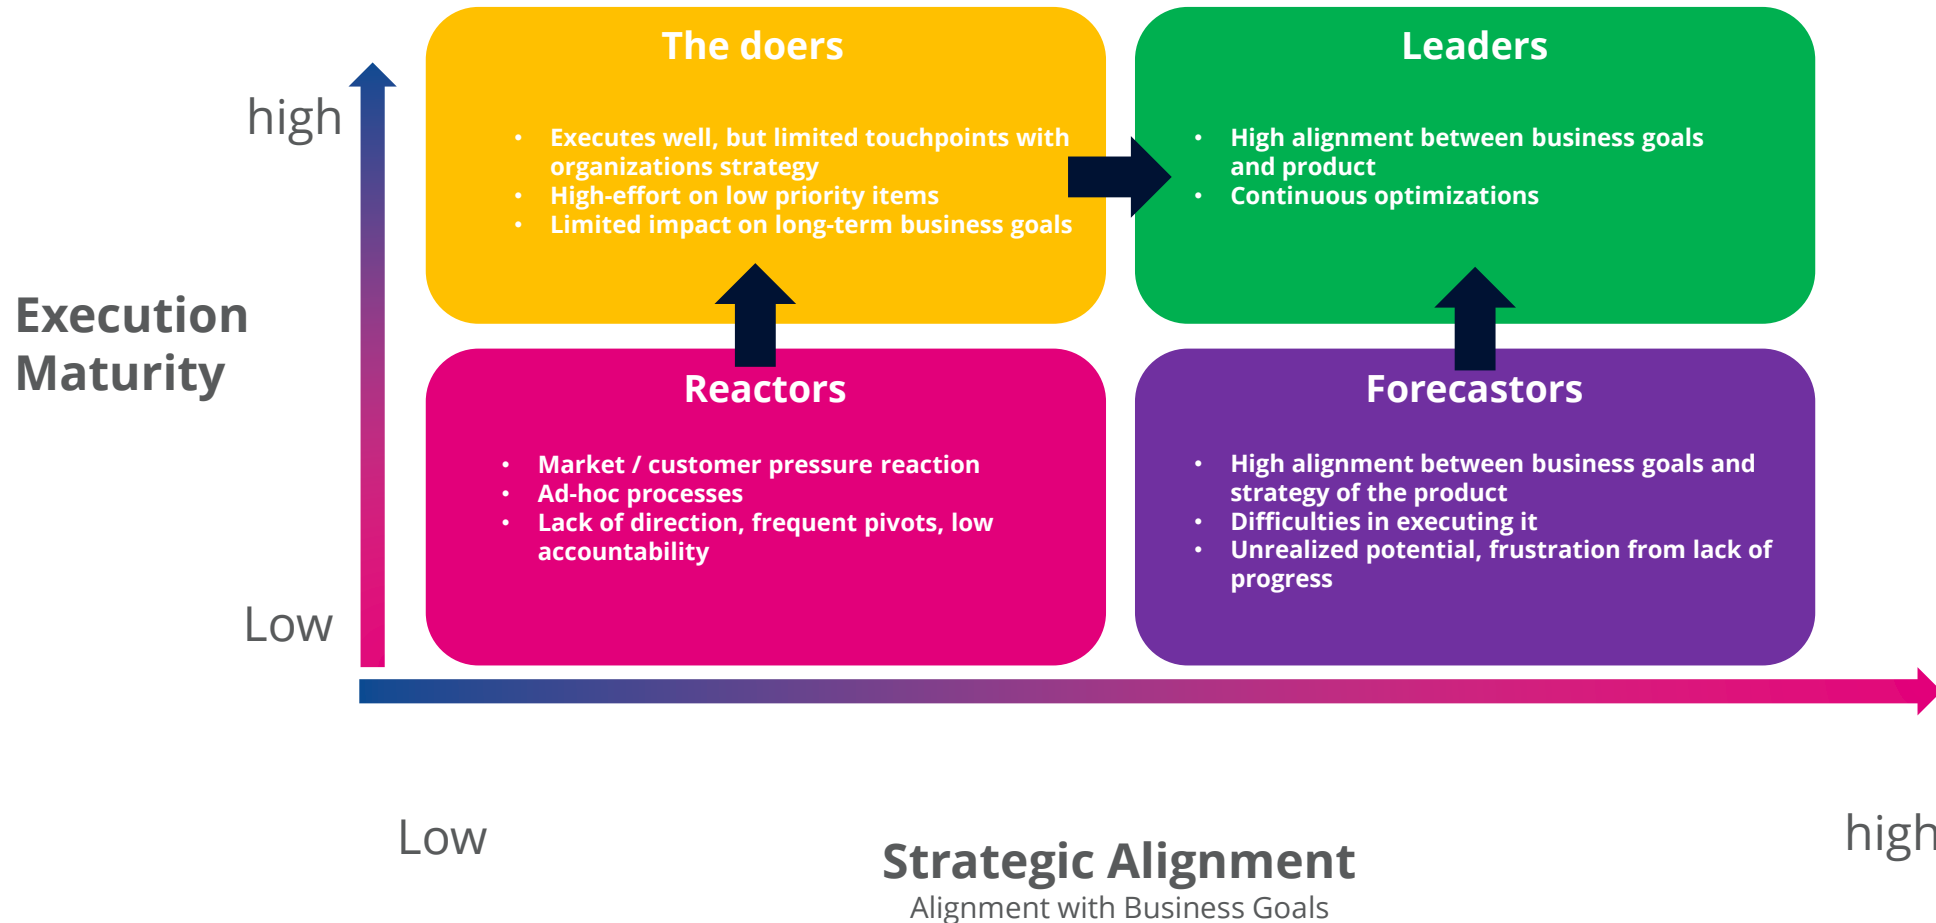 The doers
• Executes well, but limited touchpoints with
organizations strategy
• High-effort on low priority items
• Limited impact on long-term business goals
Leaders
• High alignment between business goals
and product
• Continuous optimizations
high
Execution
Maturity
Low
Reactors
• Market / customer pressure reaction
• Ad-hoc processes
• Lack of direction, frequent pivots, low
accountability
Forecastors
• High alignment between business goals and
strategy of the product
• Difficulties in executing it
• Unrealized potential, frustration from lack of
progress
Low
high
Strategic Alignment
Alignment with Business Goals